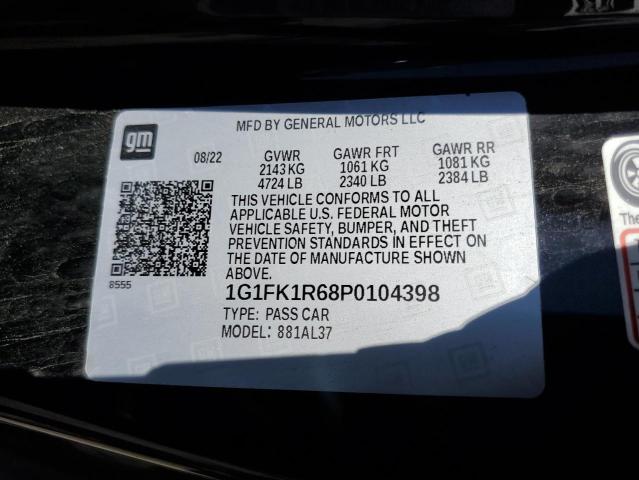 gm
MFD BY GENERAL MOTORS LLC
08/22 GVWR GAWR FRT GAWR RR
2143 KG 1061 KG 1081 KG
4724 LB 2340 LB 2384 LB
THIS VEHICLE CONFORMS TO ALL
APPLICABLE U.S. FEDERAL MOTOR
VEHICLE SAFETY, BUMPER, AND THEFT
PREVENTION STANDARDS IN EFFECT ON
THE DATE OF MANUFACTURE SHOWN
ABOVE.
8555
1G1FK1R68P0104398
TYPE: PASS CAR
MODEL: 881AL37
The